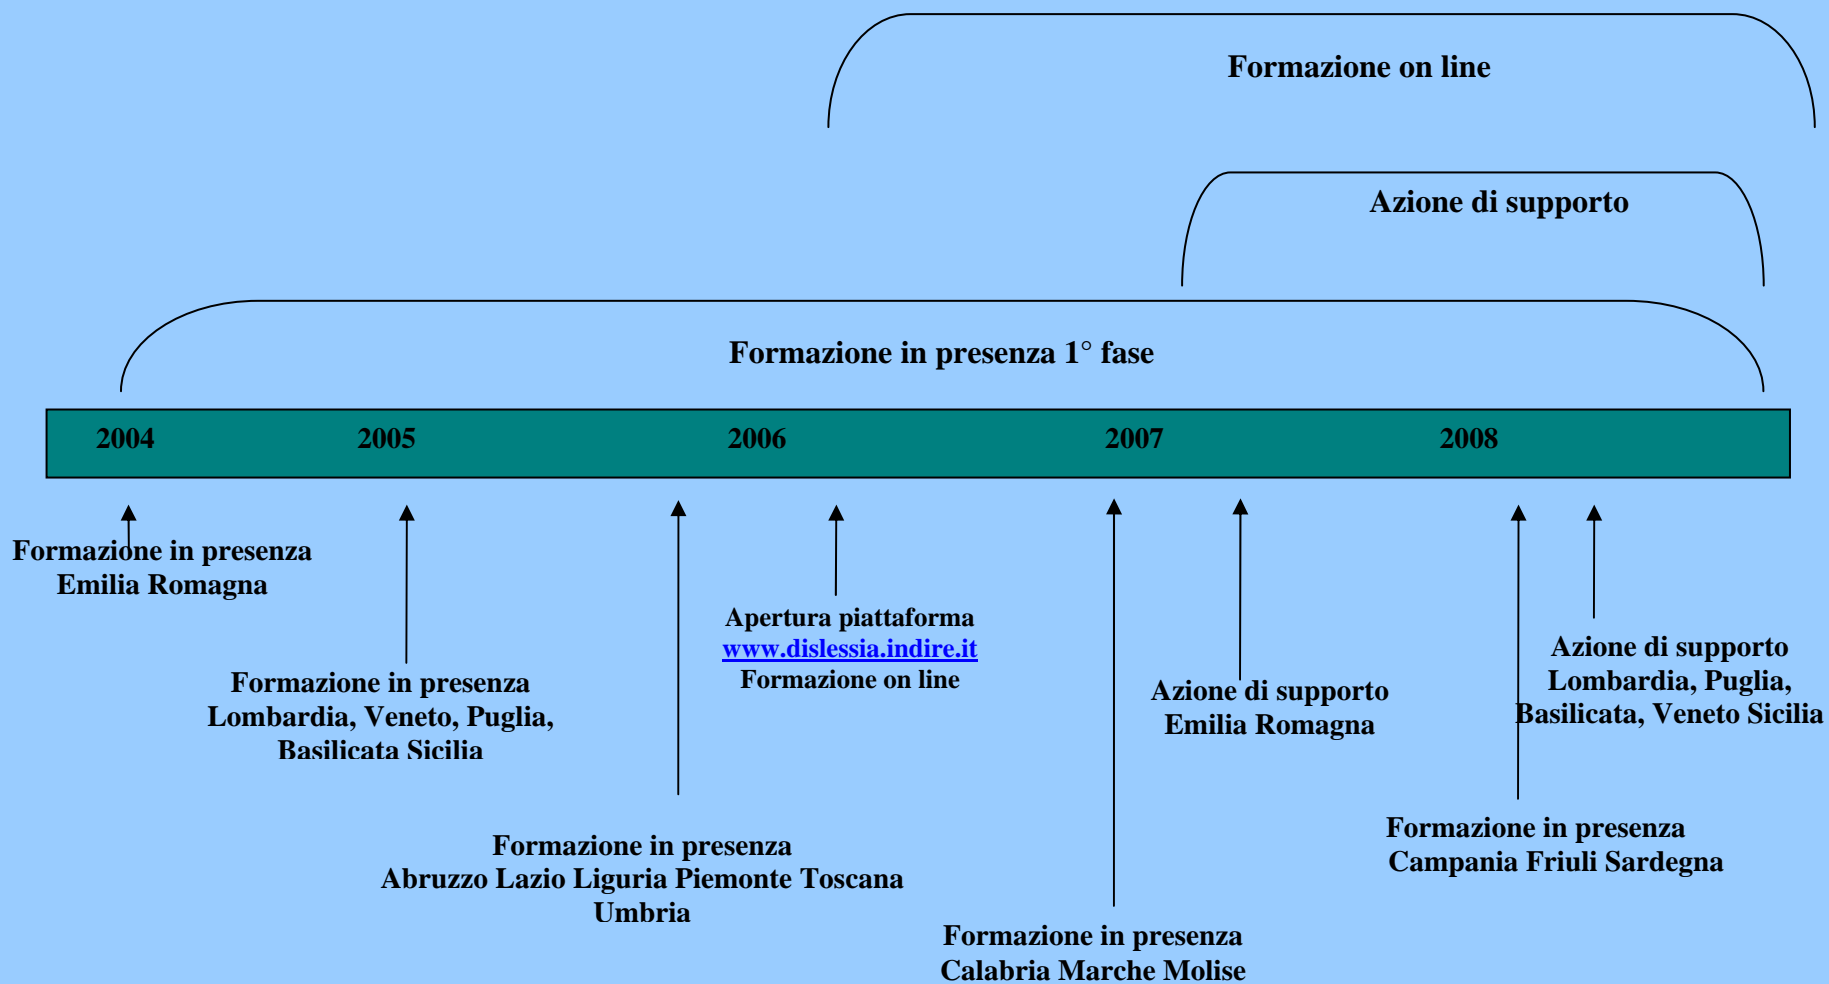 Formazione on line
Azione di supporto
Formazione in presenza 1° fase
2004 2005 2006 2007 2008
Formazione in presenza
Emilia Romagna
Formazione in presenza
Lombardia, Veneto, Puglia,
Basilicata Sicilia
Formazione in presenza
Abruzzo Lazio Liguria Piemonte Toscana
Umbria
Apertura piattaforma
www.dislessia.indire.it
Formazione on line
Formazione in presenza
Calabria Marche Molise
Azione di supporto
Emilia Romagna
Formazione in presenza
Campania Friuli Sardegna
Azione di supporto
Lombardia, Puglia,
Basilicata, Veneto Sicilia